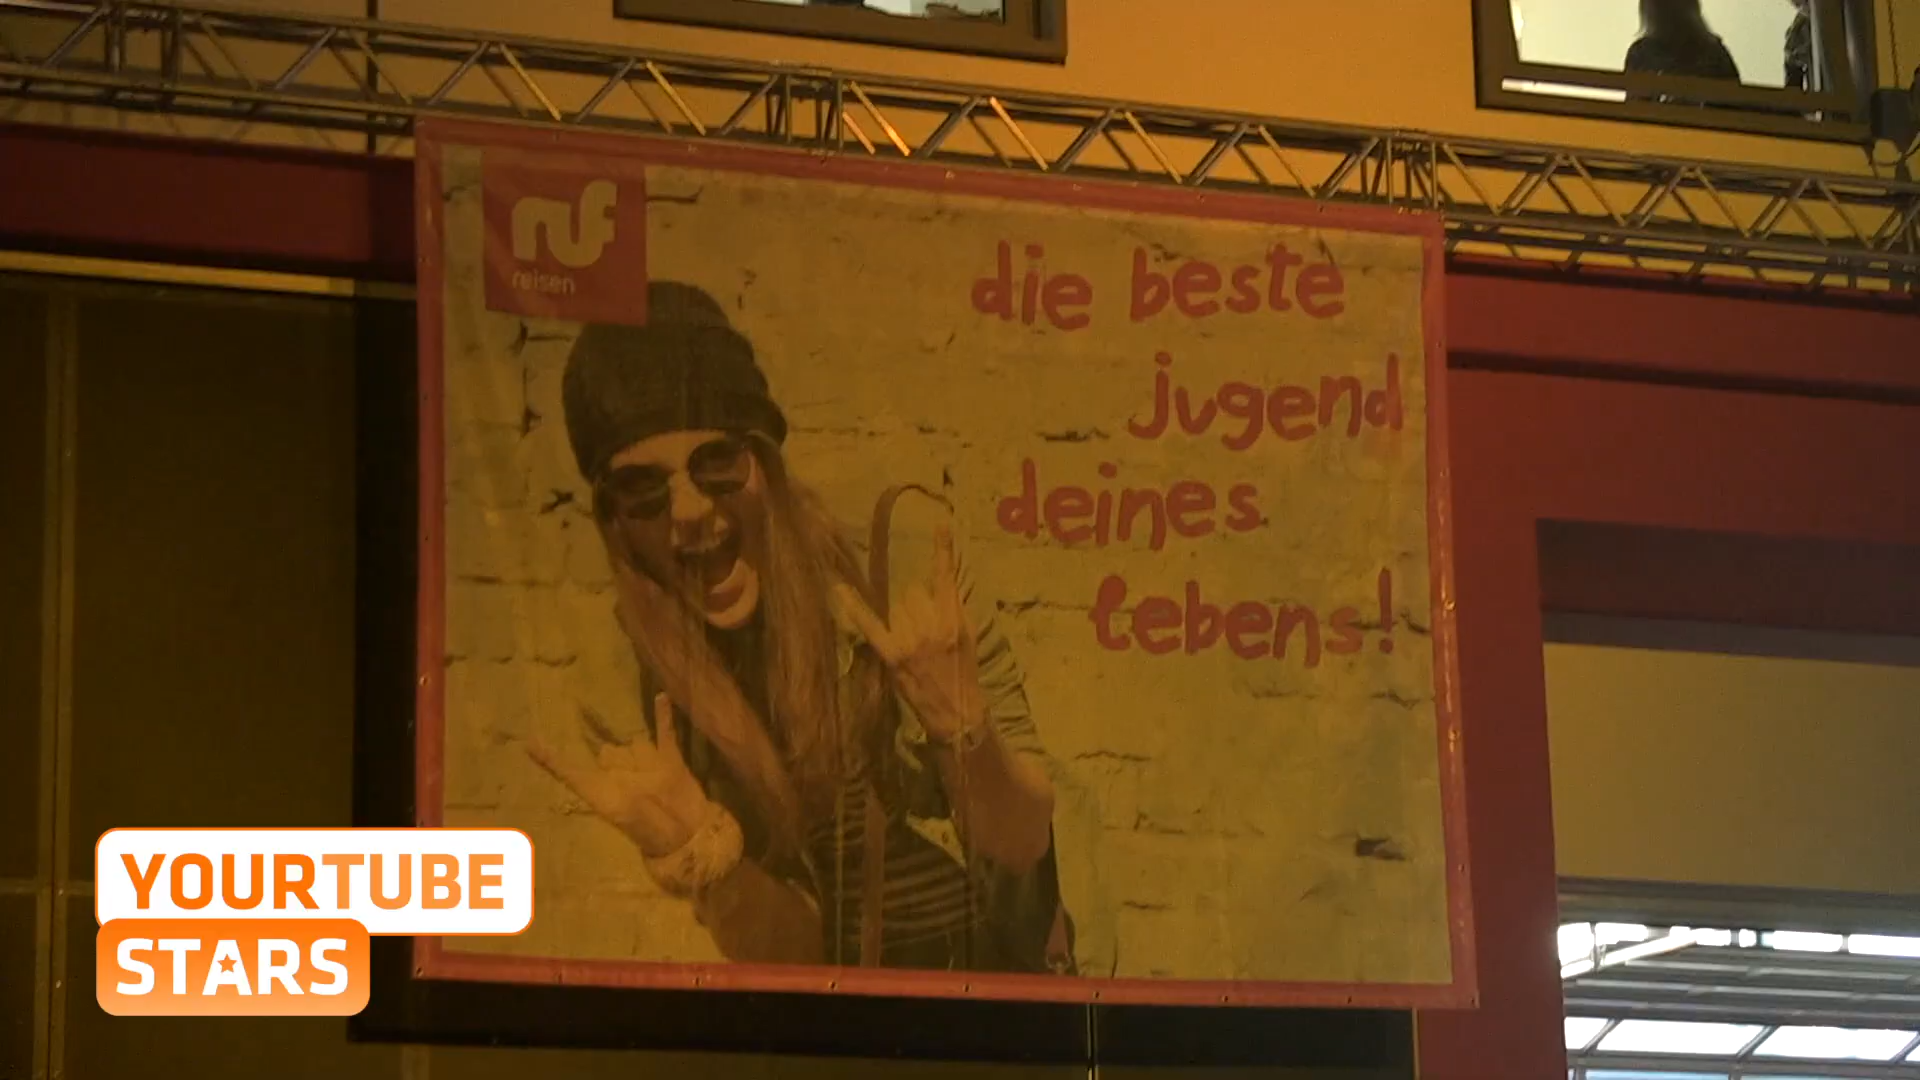 ruf
reisen
die beste
jugend
deines
lebens!
YOURTUBE
STARS